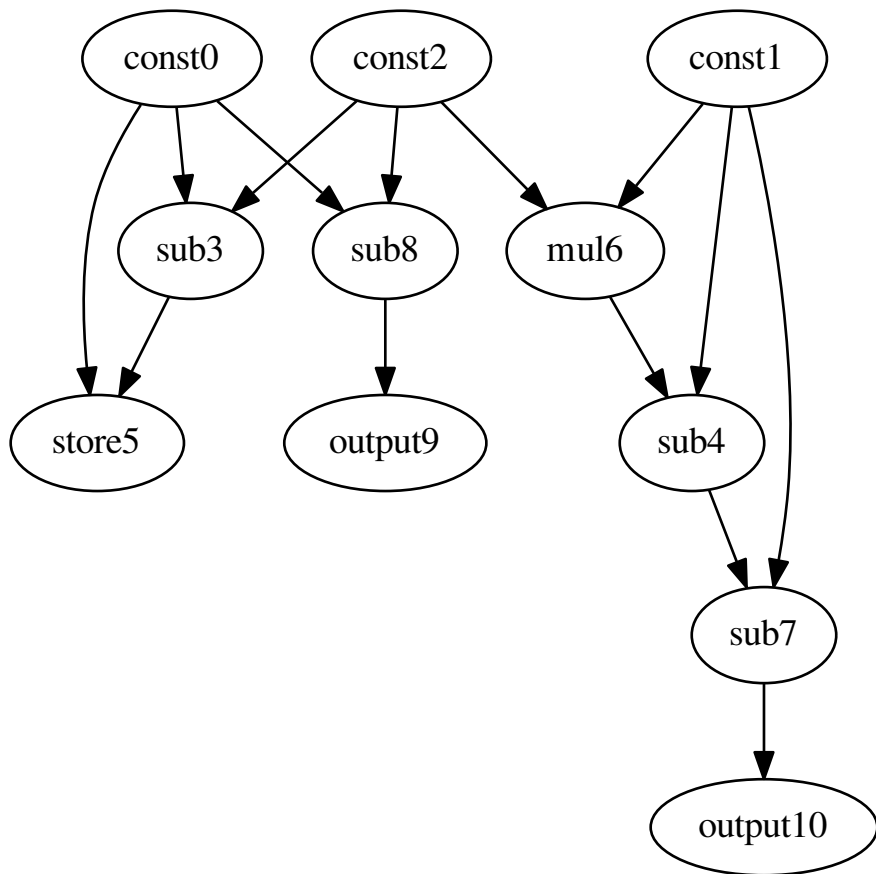 const0
const2
const1
sub3
sub8
mul6
store5
output9
sub4
sub7
output10